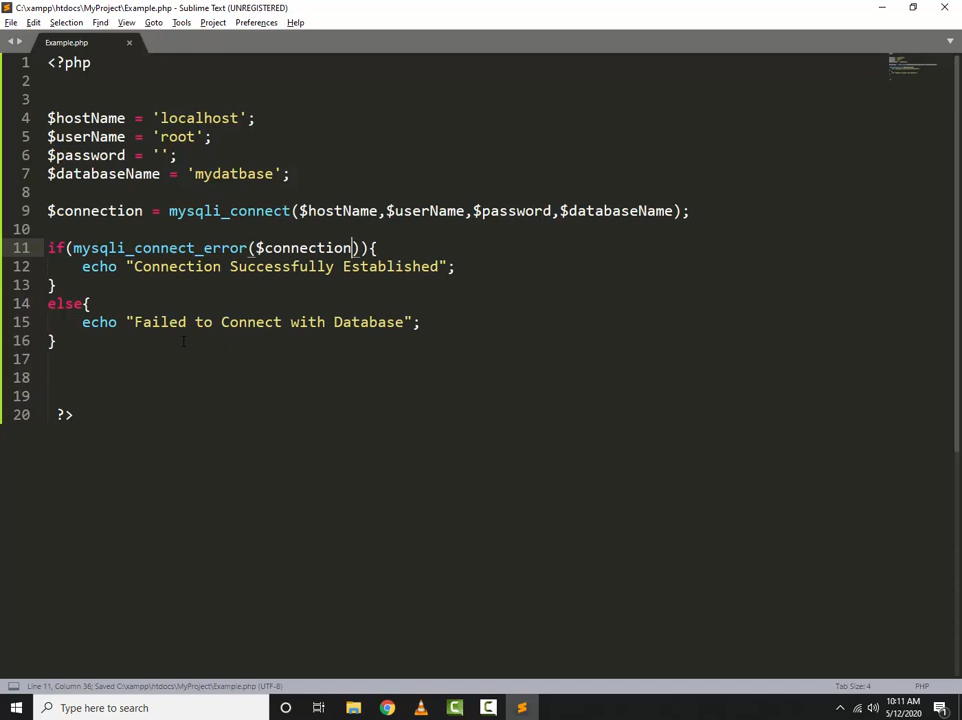 C:\xampp\htdocs\MyProject\Example.php - Sublime Text (UNREGISTERED)
File Edit Selection Find View Goto Tools Project Preferences Help
Example.php
1 <?php
2
3
4 $hostName = 'localhost';
5 $userName = 'root';
6 $password = '';
7 $databaseName = 'mydatbase';
8
9 $connection = mysqli_connect($hostName,$userName,$password,$databaseName);
10
11 if(mysqli_connect_error($connection)){
12 echo "Connection Successfully Established";
13 }
14 else{
15 echo "Failed to Connect with Database";
16 }
17
18
19
20 ?>
Line 11, Column 36; Saved C:\xampp\htdocs\MyProject\Example.php (UTF-8) Tab Size: 4 PHP
Type here to search
10:11 AM
5/12/2020
1